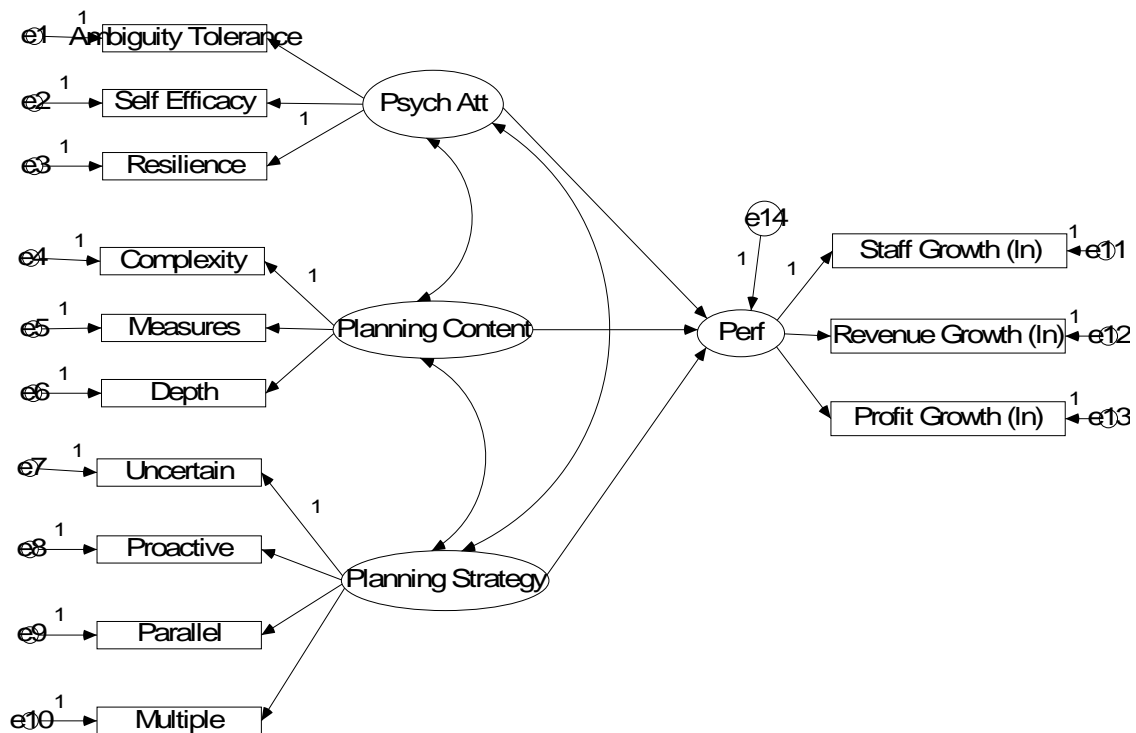 1
e1
Ambiguity Tolerance
1
e2
Self Efficacy
1
e3
Resilience
1
Psych Att
1
e4
Complexity
1
1
e5
Measures
1
e6
Depth
Planning Content
1
e7
Uncertain
1
1
e8
Proactive
1
e9
Parallel
1
e10
Multiple
Planning Strategy
e14
1
Perf
1
Staff Growth (ln)
1
e11
Revenue Growth (ln)
1
e12
Profit Growth (ln)
1
e13